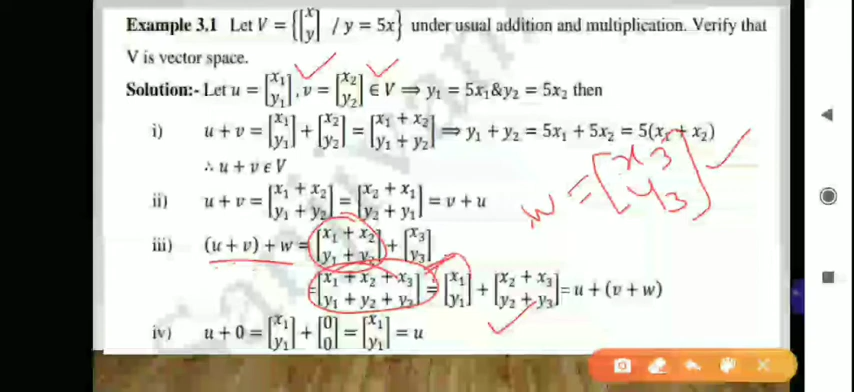 Example 3.1 Let V = {[x y] / y = 5x} under usual addition and multiplication. Verify that
V is vector space.
Solution:- Let u = [x₁ y₁], v = [x₂ y₂] ∈ V ⟹ y₁ = 5x₁&y₂ = 5x₂ then
i) u + v = [x₁ y₁] + [x₂ y₂] = [x₁ + x₂ y₁ + y₂] ⟹ y₁ + y₂ = 5x₁ + 5x₂ = 5(x₁ + x₂)
∴ u + v ϵ V
w = [x₃ y₃]
ii) u + v = [x₁ + x₂ y₁ + y₂] = [x₂ + x₁ y₂ + y₁] = v + u
iii) (u + v) + w = [x₁ + x₂ y₁ + y₂] + [x₃ y₃]
= [x₁ + x₂ + x₃ y₁ + y₂ + y₃] = [x₁ y₁] + [x₂ + x₃ y₂ + y₃] = u + (v + w)
iv) u + 0 = [x₁ y₁] + [0 0] = [x₁ y₁] = u